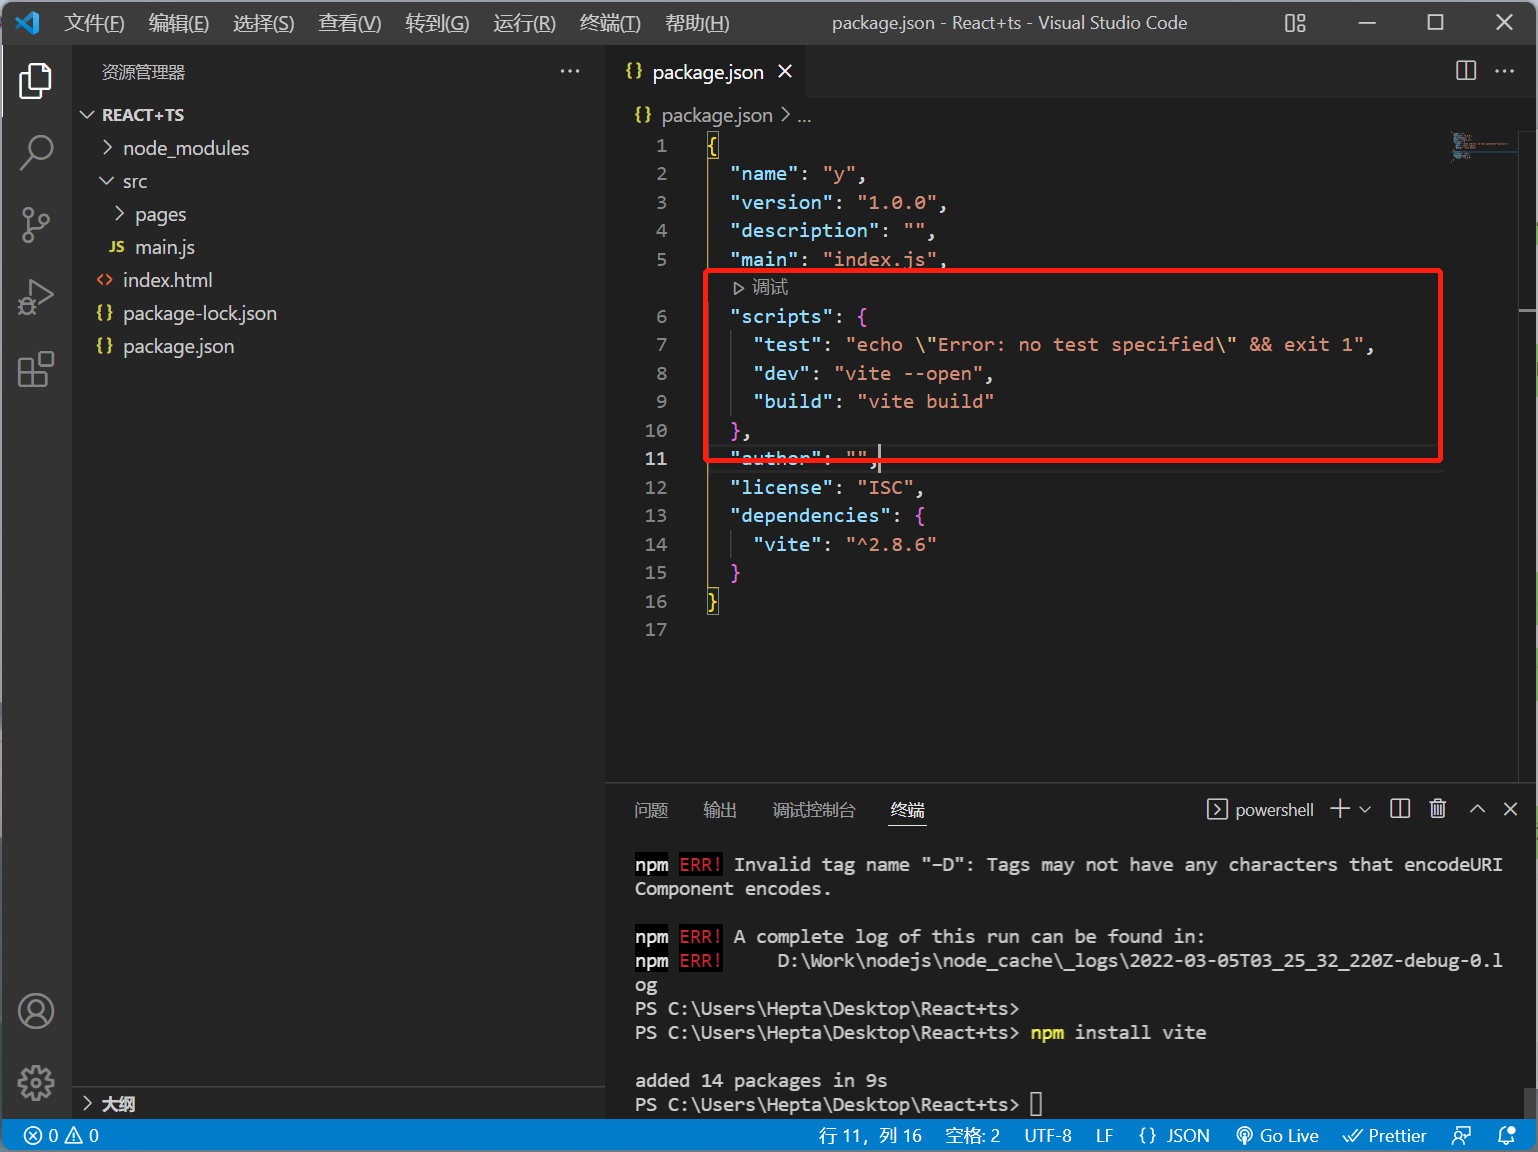 文件(F) 编辑(E) 选择(S) 查看(V) 转到(G) 运行(R) 终端(T) 帮助(H) package.json - React+ts - Visual Studio Code
资源管理器
REACT+TS
node_modules
src
pages
JS main.js
<> index.html
{} package-lock.json
{} package.json
大纲
{} package.json
{} package.json > ...
1 {
2 "name": "y",
3 "version": "1.0.0",
4 "description": "",
5 "main": "index.js",
调试
6 "scripts": {
7 "test": "echo \"Error: no test specified\" && exit 1",
8 "dev": "vite --open",
9 "build": "vite build"
10 },
11 "author": "",
12 "license": "ISC",
13 "dependencies": {
14 "vite": "^2.8.6"
15 }
16 }
17
问题 输出 调试控制台 终端 powershell
npm ERR! Invalid tag name "–D": Tags may not have any characters that encodeURI
Component encodes.
npm ERR! A complete log of this run can be found in:
npm ERR! D:\Work\nodejs\node_cache\_logs\2022-03-05T03_25_32_220Z-debug-0.l
og
PS C:\Users\Hepta\Desktop\React+ts>
PS C:\Users\Hepta\Desktop\React+ts> npm install vite
added 14 packages in 9s
PS C:\Users\Hepta\Desktop\React+ts>
0 0 行 11，列 16 空格: 2 UTF-8 LF {} JSON Go Live Prettier